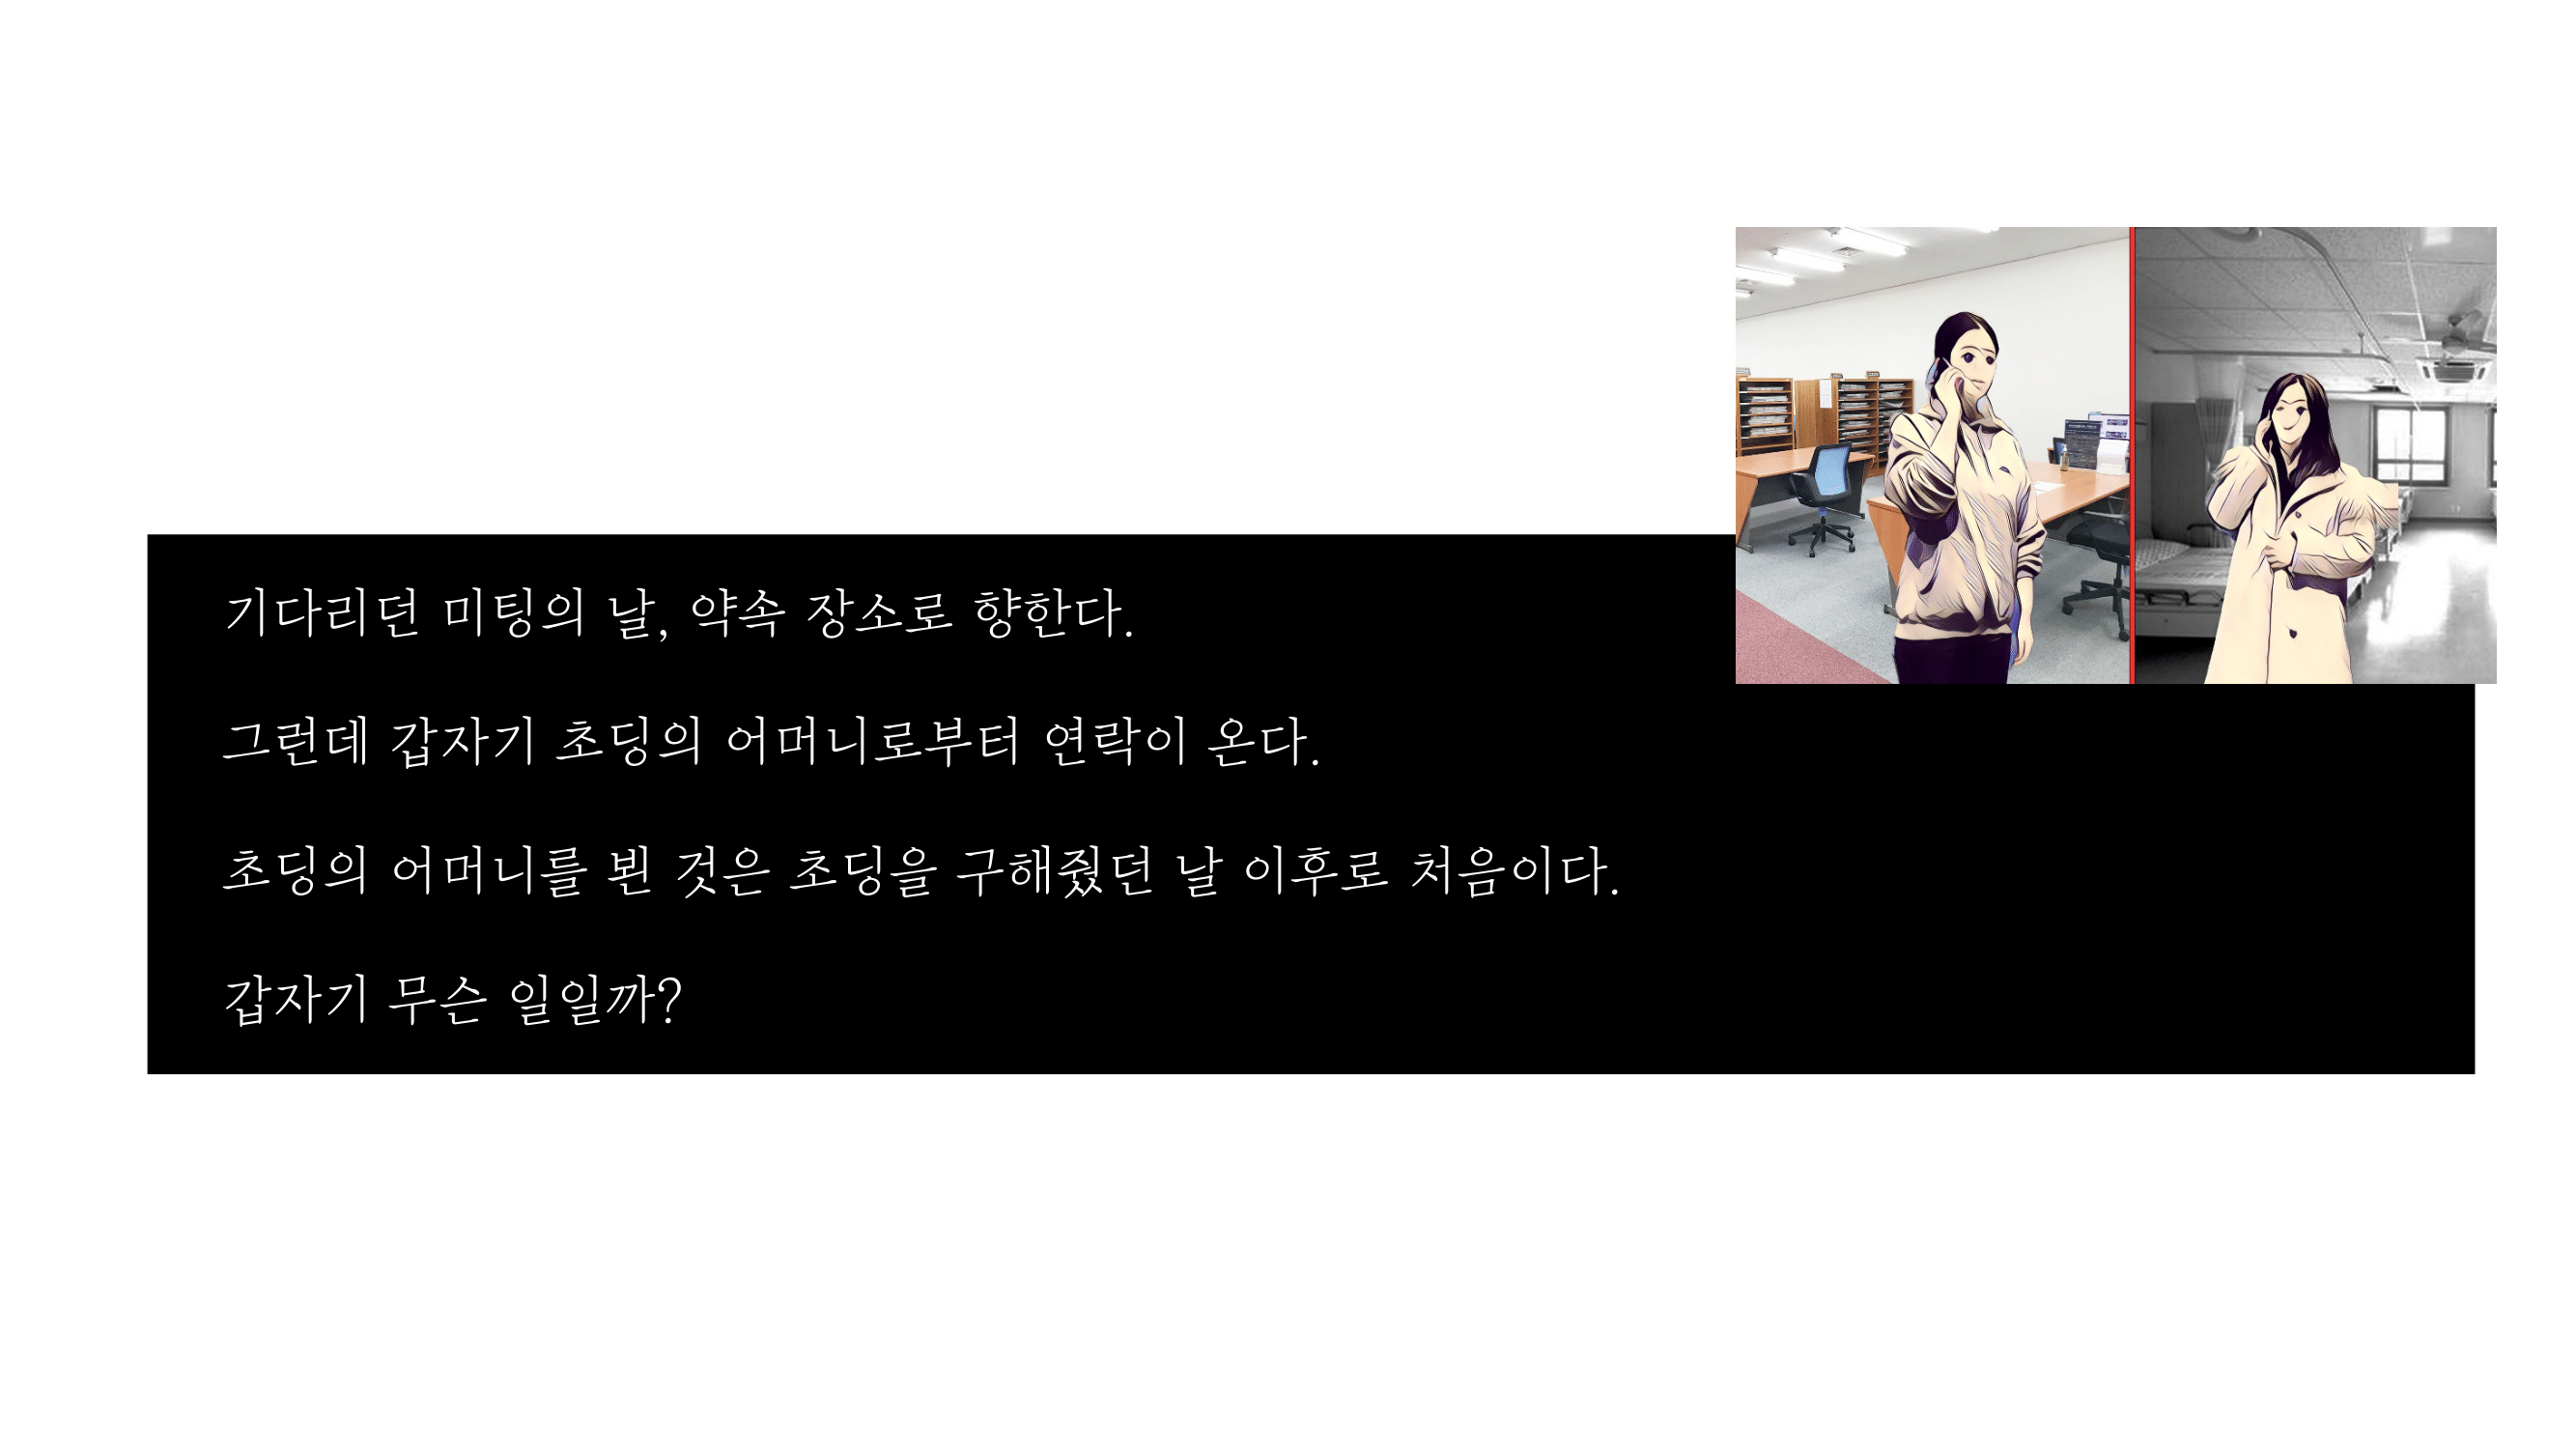 기다리던 미팅의 날, 약속 장소로 향한다.
그런데 갑자기 초딩의 어머니로부터 연락이 온다.
초딩의 어머니를 뵌 것은 초딩을 구해줬던 날 이후로 처음이다.
갑자기 무슨 일일까?